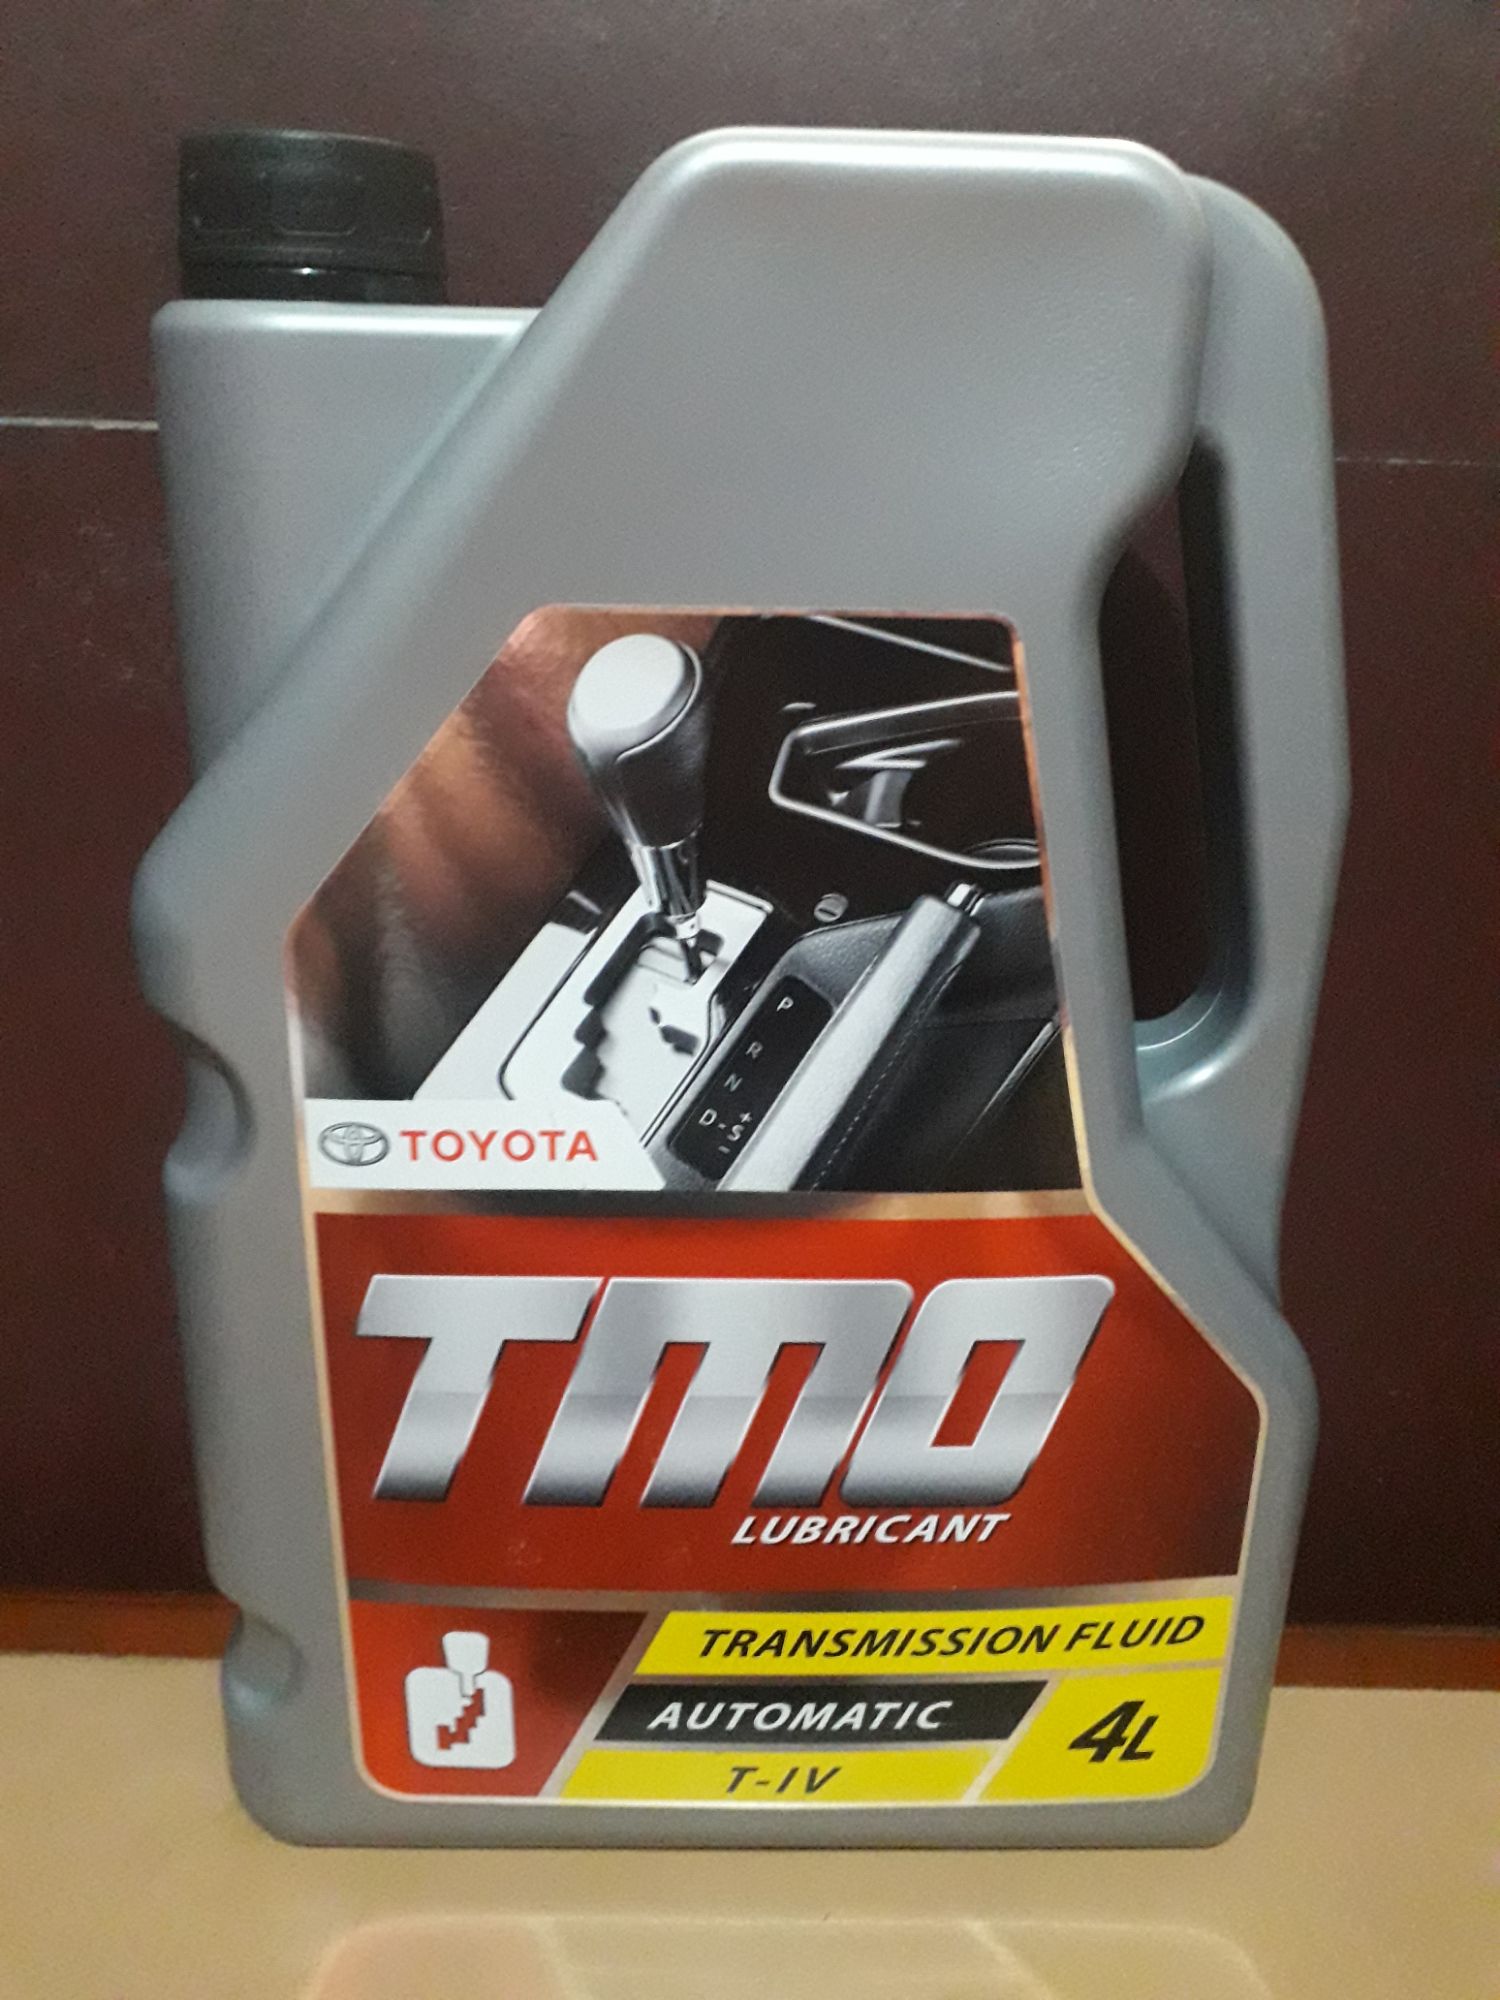 P
R
N
+
D-S
−
TOYOTA
TMO
LUBRICANT
TRANSMISSION FLUID
AUTOMATIC
T-IV
4L